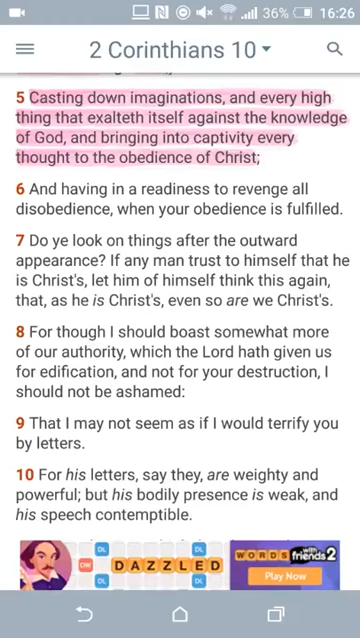 36% 16:26
2 Corinthians 10
5 Casting down imaginations, and every high
thing that exalteth itself against the knowledge
of God, and bringing into captivity every
thought to the obedience of Christ;
6 And having in a readiness to revenge all
disobedience, when your obedience is fulfilled.
7 Do ye look on things after the outward
appearance? If any man trust to himself that he
is Christ's, let him of himself think this again,
that, as he is Christ's, even so are we Christ's.
8 For though I should boast somewhat more
of our authority, which the Lord hath given us
for edification, and not for your destruction, I
should not be ashamed:
9 That I may not seem as if I would terrify you
by letters.
10 For his letters, say they, are weighty and
powerful; but his bodily presence is weak, and
his speech contemptible.
DL DL
DW DAZZLED
DL DL
WORDS with friends 2
Play Now